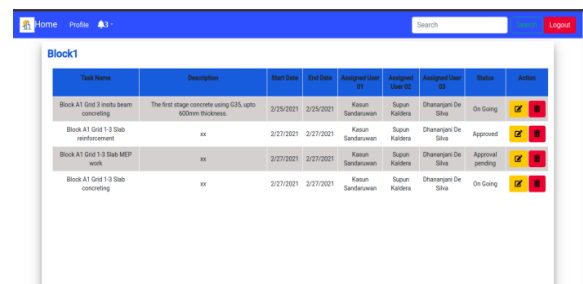 Home Profile 3 Search Search Logout
Block1
Task Name Description Start Date End Date Assigned User 01 Assigned User 02 Assigned User 03 Status Action
Block A1 Grid 3 insitu beam concreting The first stage concrete using G35, upto 600mm thickness. 2/25/2021 2/25/2021 Kasun Sandaruwan Supun Kaldera Dhananjani De Silva On Going
Block A1 Grid 1-3 Slab reinforcement xx 2/27/2021 2/27/2021 Kasun Sandaruwan Supun Kaldera Dhananjani De Silva Approved
Block A1 Grid 1-3 Slab MEP work xx 2/27/2021 2/27/2021 Kasun Sandaruwan Supun Kaldera Dhananjani De Silva Approval pending
Block A1 Grid 1-3 Slab concreting xx 2/27/2021 2/27/2021 Kasun Sandaruwan Supun Kaldera Dhananjani De Silva On Going